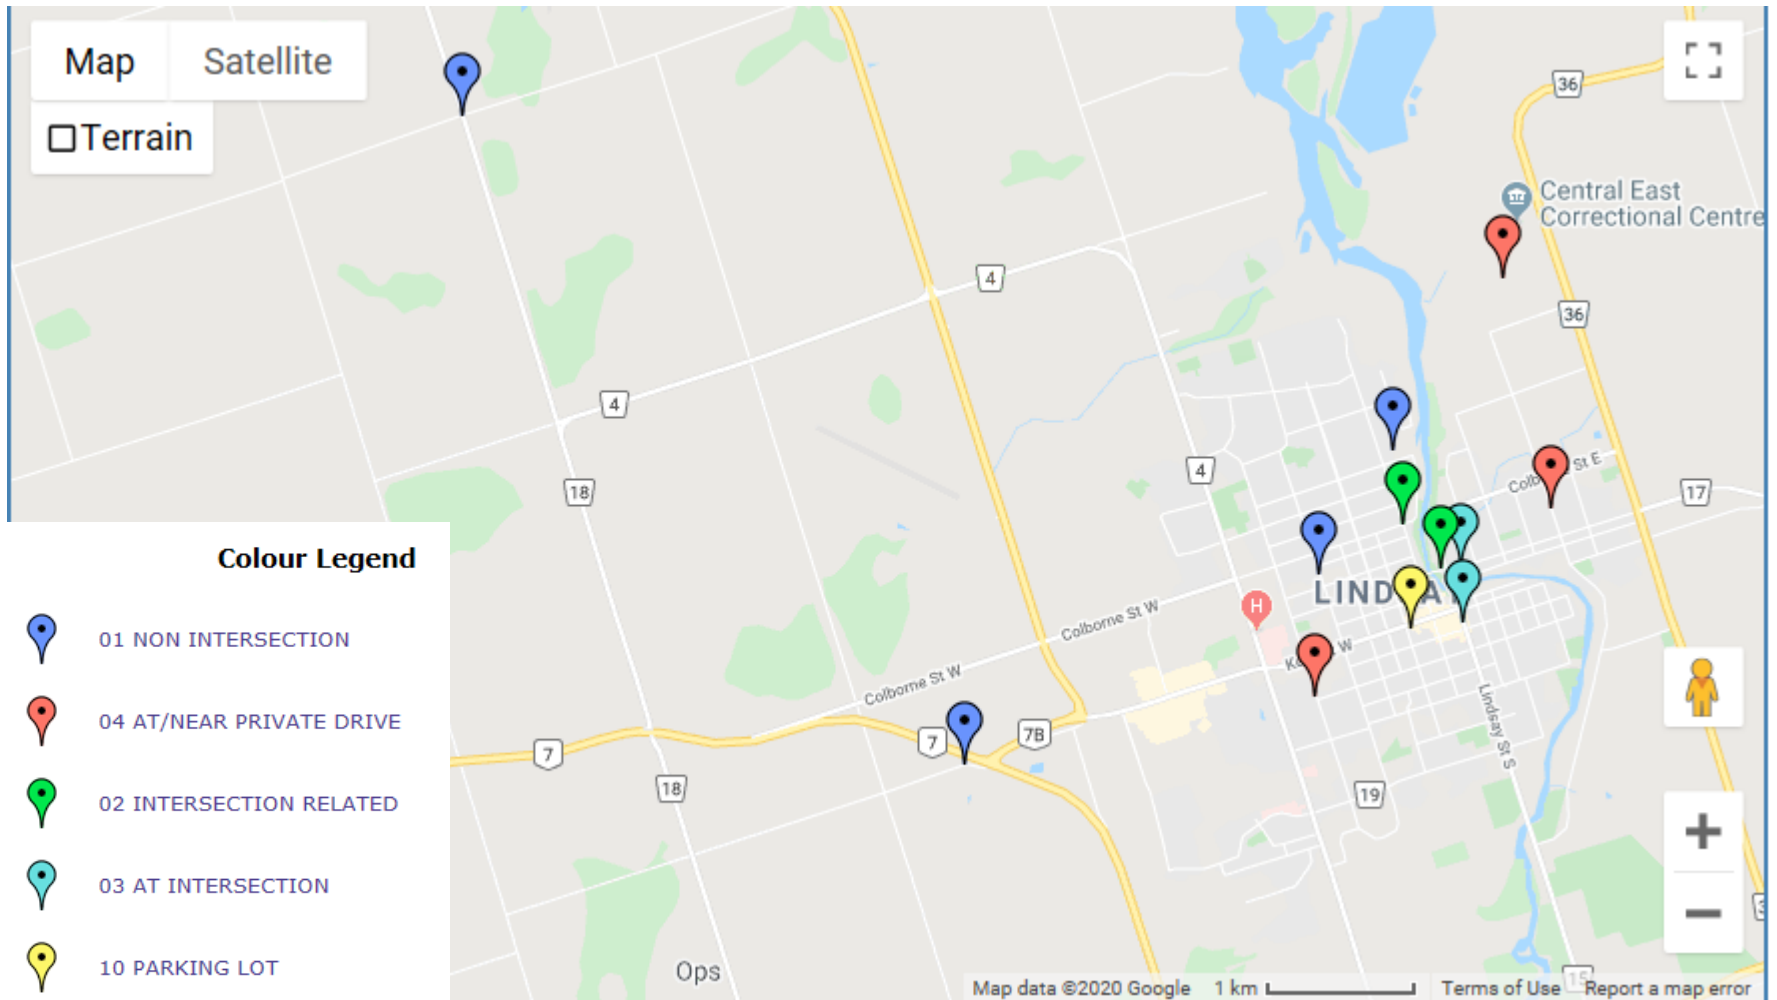 Map
Satellite
Terrain
36
Central East
Correctional Centre
4
36
4
4
St E
17
18
LIND
Colborne St W
Colborne St W
Lindsay St S
7
7
7B
18
19
Ops
15
Colour Legend
01 NON INTERSECTION
04 AT/NEAR PRIVATE DRIVE
02 INTERSECTION RELATED
03 AT INTERSECTION
10 PARKING LOT
H
W
Map data ©2020 Google
1 km
Terms of Use
Report a map error